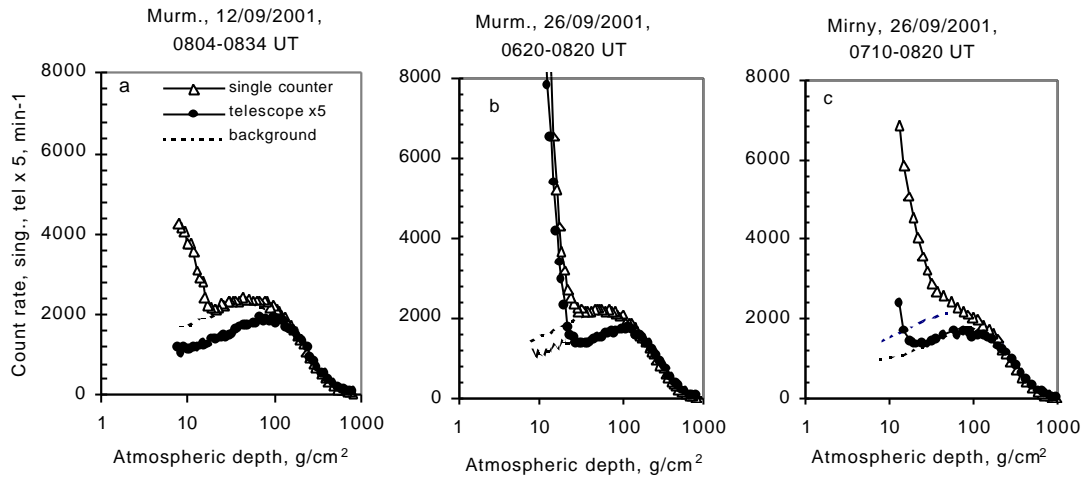 Murm., 12/09/2001,
0804-0834 UT
Murm., 26/09/2001,
0620-0820 UT
Mirny, 26/09/2001,
0710-0820 UT
Count rate, sing., tel x 5, min-1
8000
6000
4000
2000
0
a
single counter
telescope x5
background
1
10
100
1000
Atmospheric depth, g/cm2
8000
6000
4000
2000
0
b
1
10
100
1000
Atmospheric depth, g/cm2
8000
6000
4000
2000
0
c
1
10
100
1000
Atmospheric depth, g/cm2